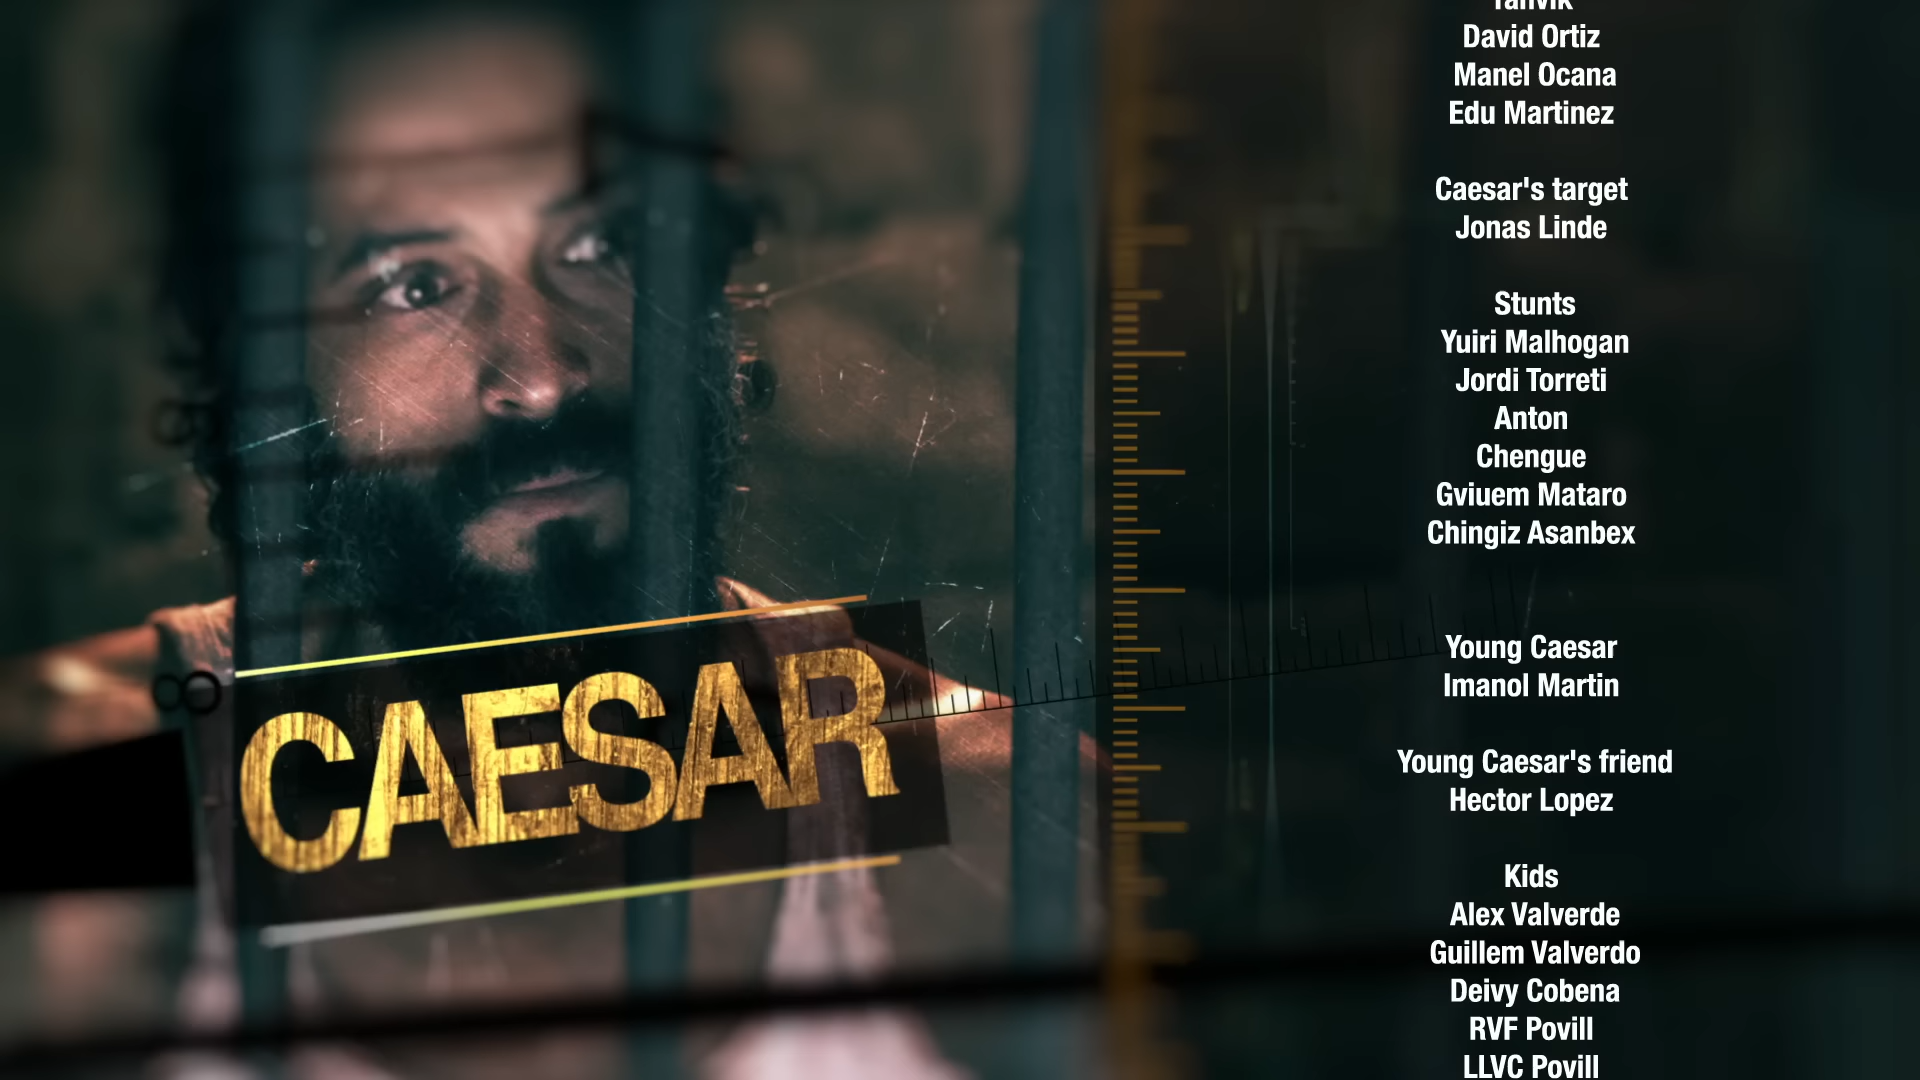 CAESAR
David Ortiz
Manel Ocana
Edu Martinez
Caesar's target
Jonas Linde
Stunts
Yuiri Malhogan
Jordi Torreti
Anton
Chengue
Gviuem Mataro
Chingiz Asanbex
Young Caesar
Imanol Martin
Young Caesar's friend
Hector Lopez
Kids
Alex Valverde
Guillem Valverdo
Deivy Cobena
RVF Povill
LLVC Povill